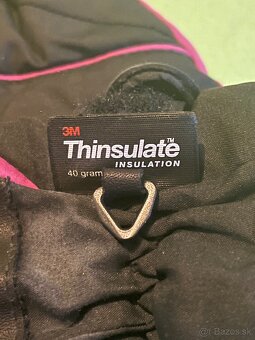 3M
Thinsulate™
INSULATION
40 gram
Bazos.sk